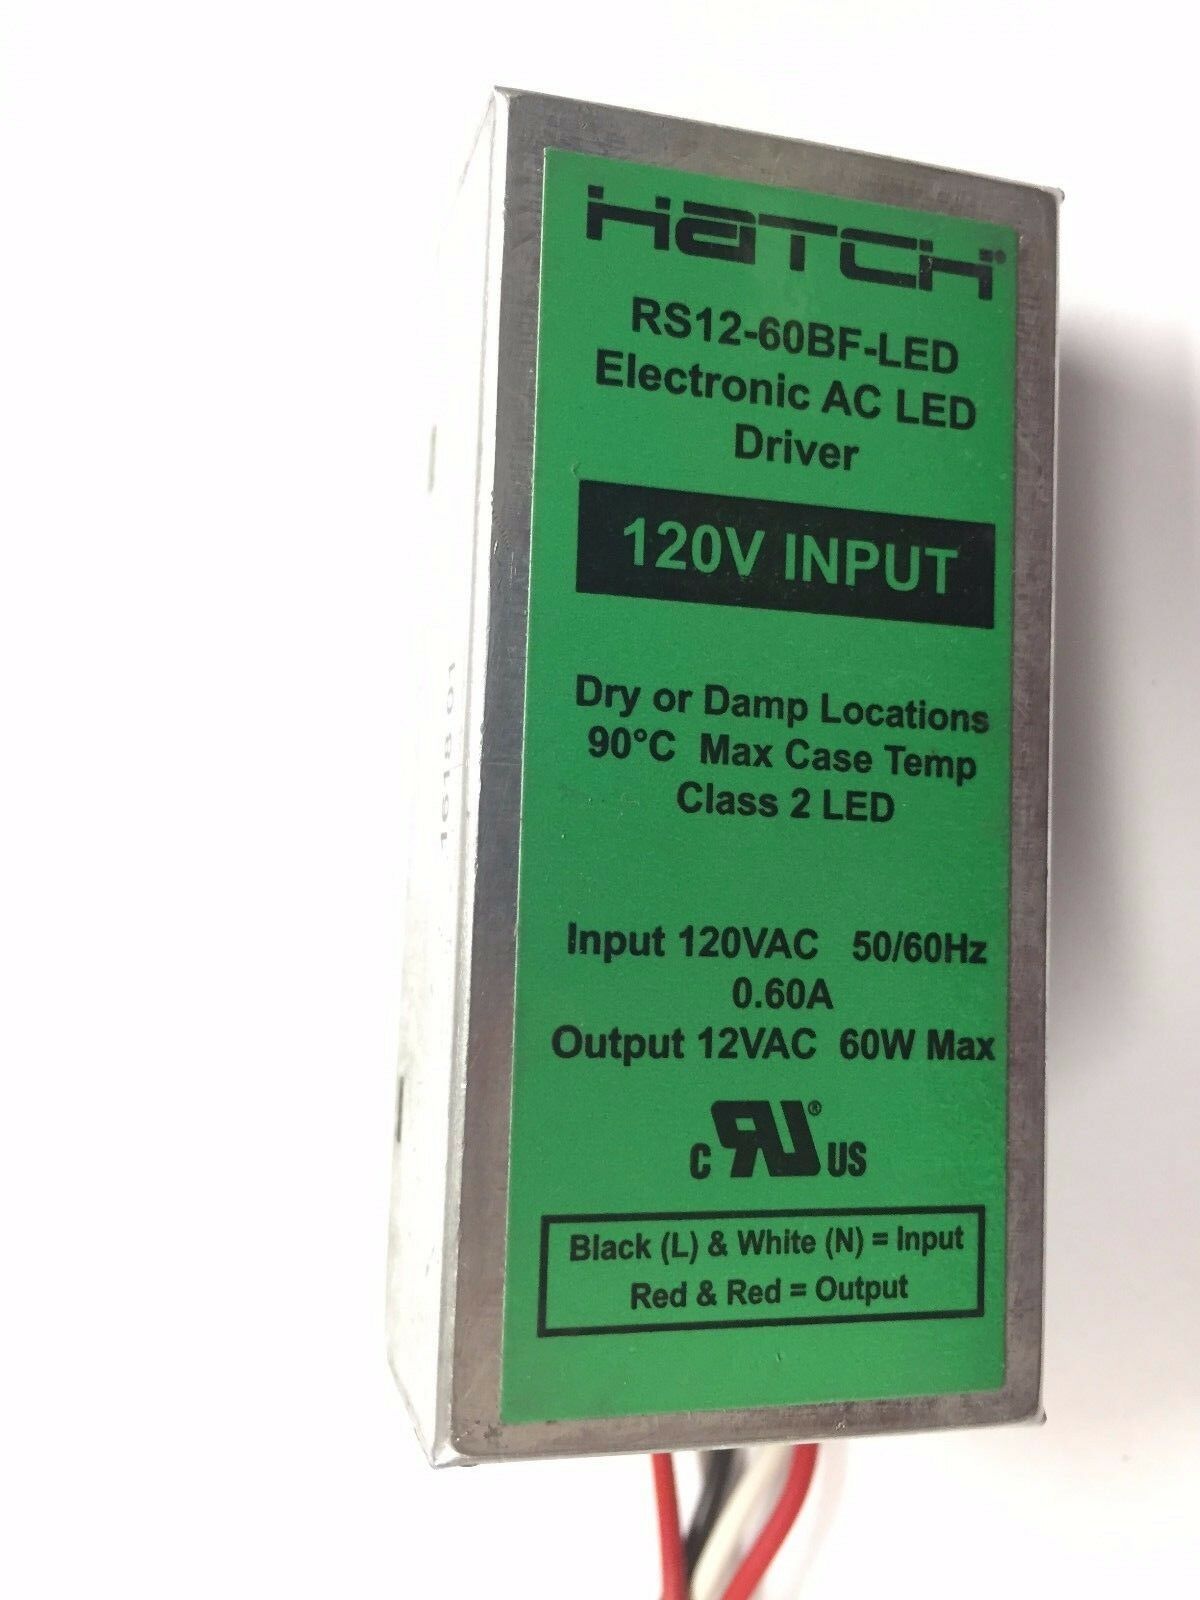 HATCH®
RS12-60BF-LED
Electronic AC LED
Driver
120V INPUT
Dry or Damp Locations
90°C Max Case Temp
Class 2 LED
Input 120VAC 50/60Hz
0.60A
Output 12VAC 60W Max
C RU® US
Black (L) & White (N) = Input
Red & Red = Output